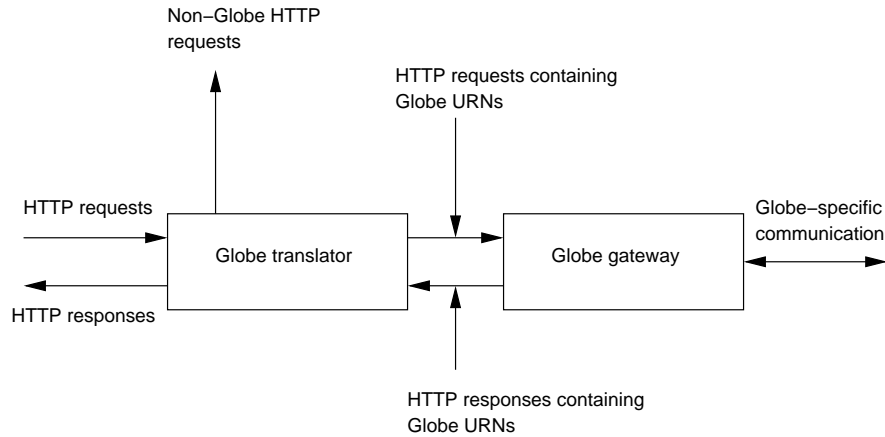 Non−Globe HTTP
requests
HTTP requests containing
Globe URNs
HTTP requests
Globe translator
Globe gateway
Globe−specific
communication
HTTP responses
HTTP responses containing
Globe URNs